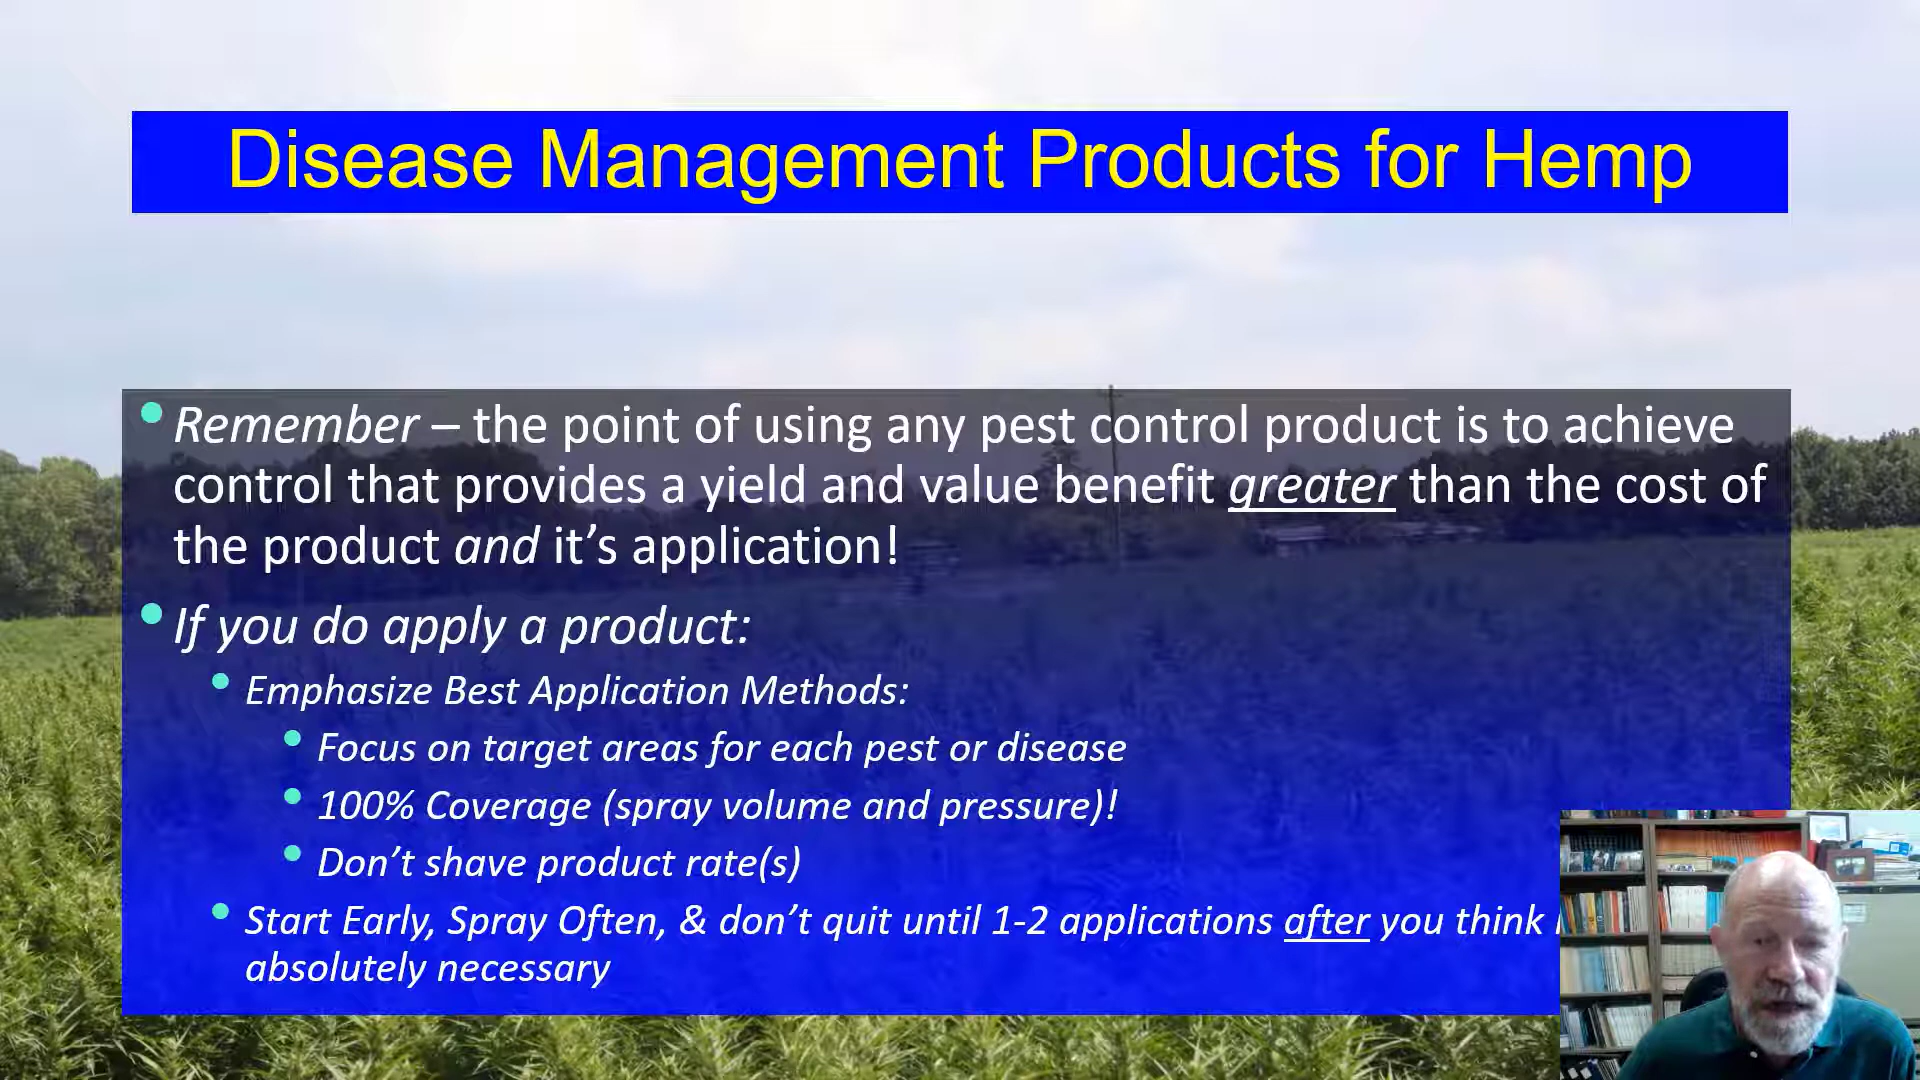 Disease Management Products for Hemp
Remember – the point of using any pest control product is to achieve
control that provides a yield and value benefit greater than the cost of
the product and it's application!
If you do apply a product:
Emphasize Best Application Methods:
Focus on target areas for each pest or disease
100% Coverage (spray volume and pressure)!
Don't shave product rate(s)
Start Early, Spray Often, & don't quit until 1-2 applications after you think
absolutely necessary